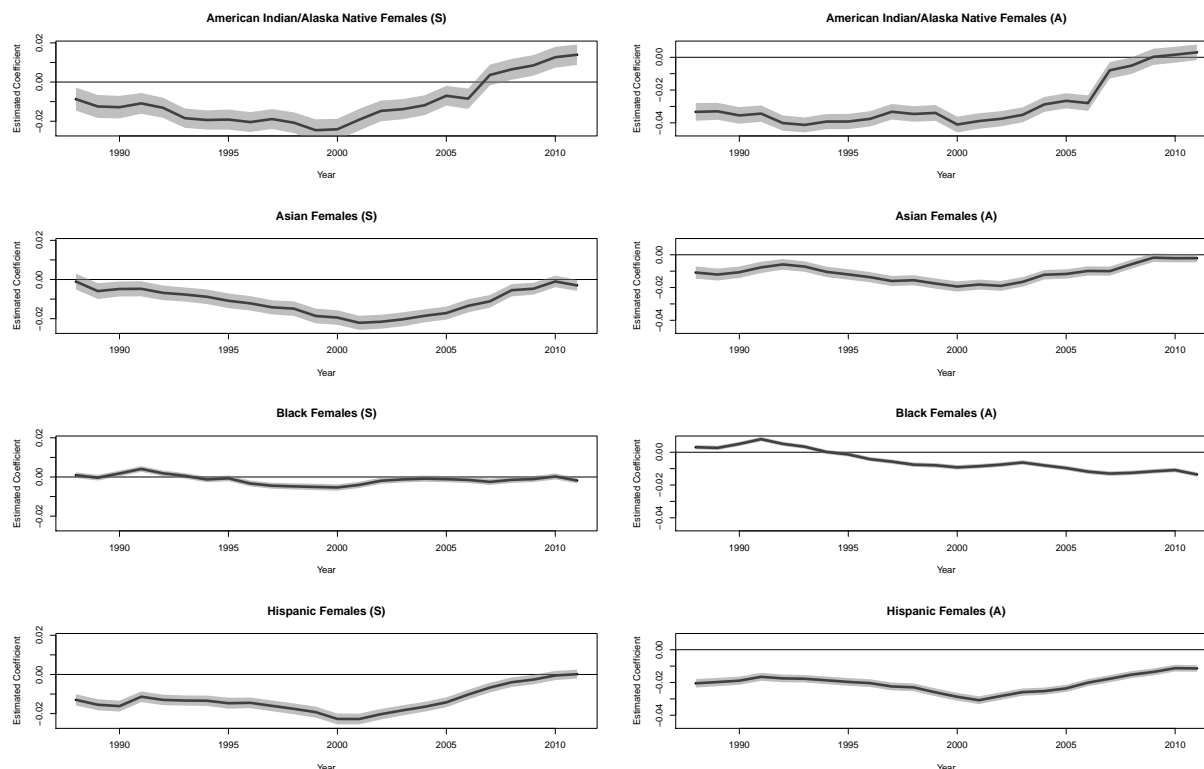 American Indian/Alaska Native Females (S)
Estimated Coefficient
0.02
0.00
−0.02
1990 1995 2000 2005 2010
Year
American Indian/Alaska Native Females (A)
Estimated Coefficient
0.00
−0.02
−0.04
1990 1995 2000 2005 2010
Year
Asian Females (S)
Estimated Coefficient
0.02
0.00
−0.02
1990 1995 2000 2005 2010
Year
Asian Females (A)
Estimated Coefficient
0.00
−0.02
−0.04
1990 1995 2000 2005 2010
Year
Black Females (S)
Estimated Coefficient
0.02
0.00
−0.02
1990 1995 2000 2005 2010
Year
Black Females (A)
Estimated Coefficient
0.00
−0.02
−0.04
1990 1995 2000 2005 2010
Year
Hispanic Females (S)
Estimated Coefficient
0.02
0.00
−0.02
1990 1995 2000 2005 2010
Year
Hispanic Females (A)
Estimated Coefficient
0.00
−0.02
−0.04
1990 1995 2000 2005 2010
Year